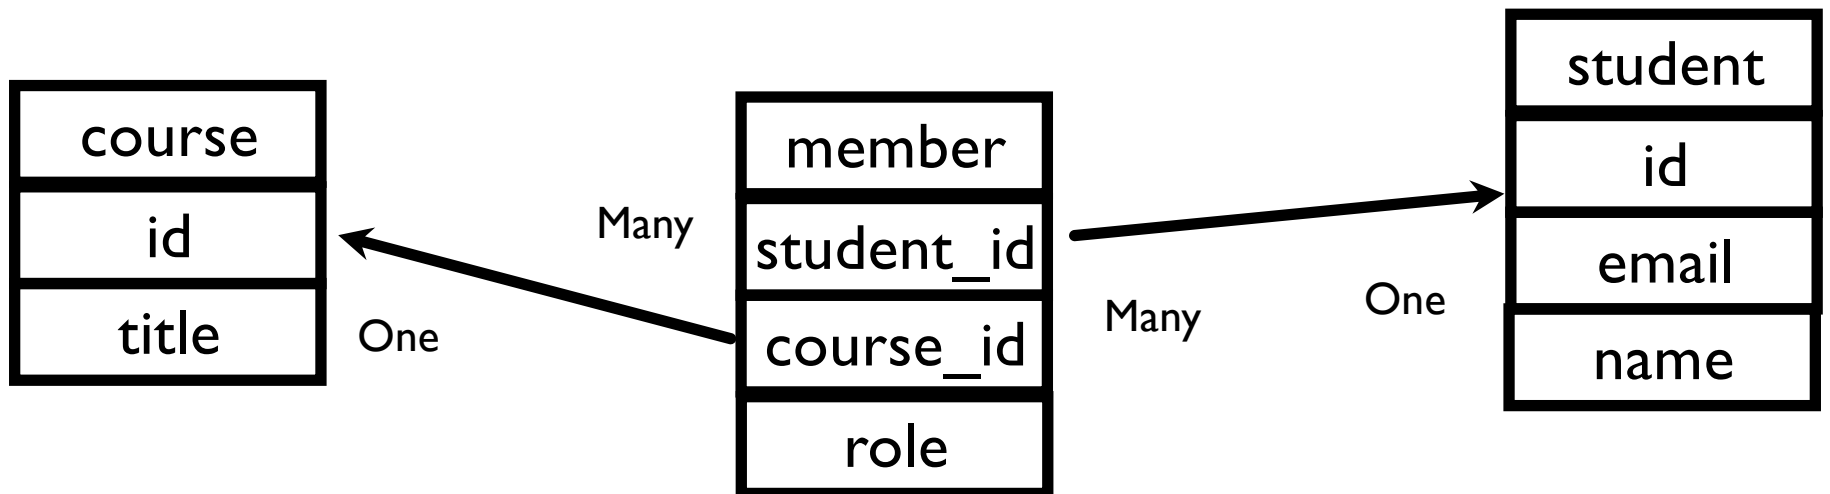 course
id
title
One
Many
member
student_id
course_id
role
Many
One
student
id
email
name